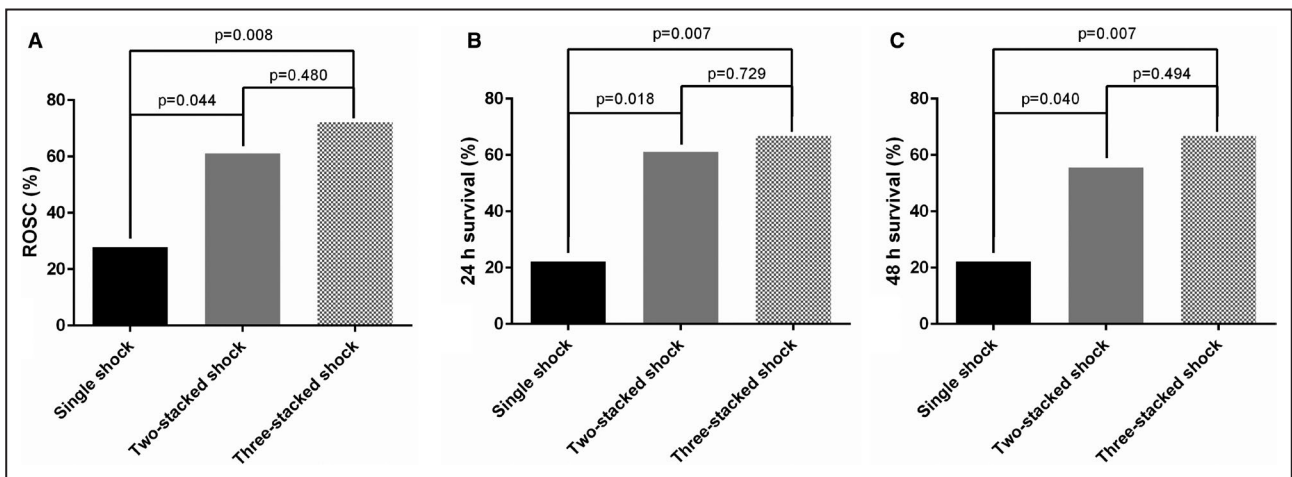 A
p=0.008
p=0.480
p=0.044
ROSC (%)
80
60
40
20
0
Single shock
Two-stacked shock
Three-stacked shock
B
p=0.007
p=0.729
p=0.018
24 h survival (%)
80
60
40
20
0
Single shock
Two-stacked shock
Three-stacked shock
C
p=0.007
p=0.494
p=0.040
48 h survival (%)
80
60
40
20
0
Single shock
Two-stacked shock
Three-stacked shock